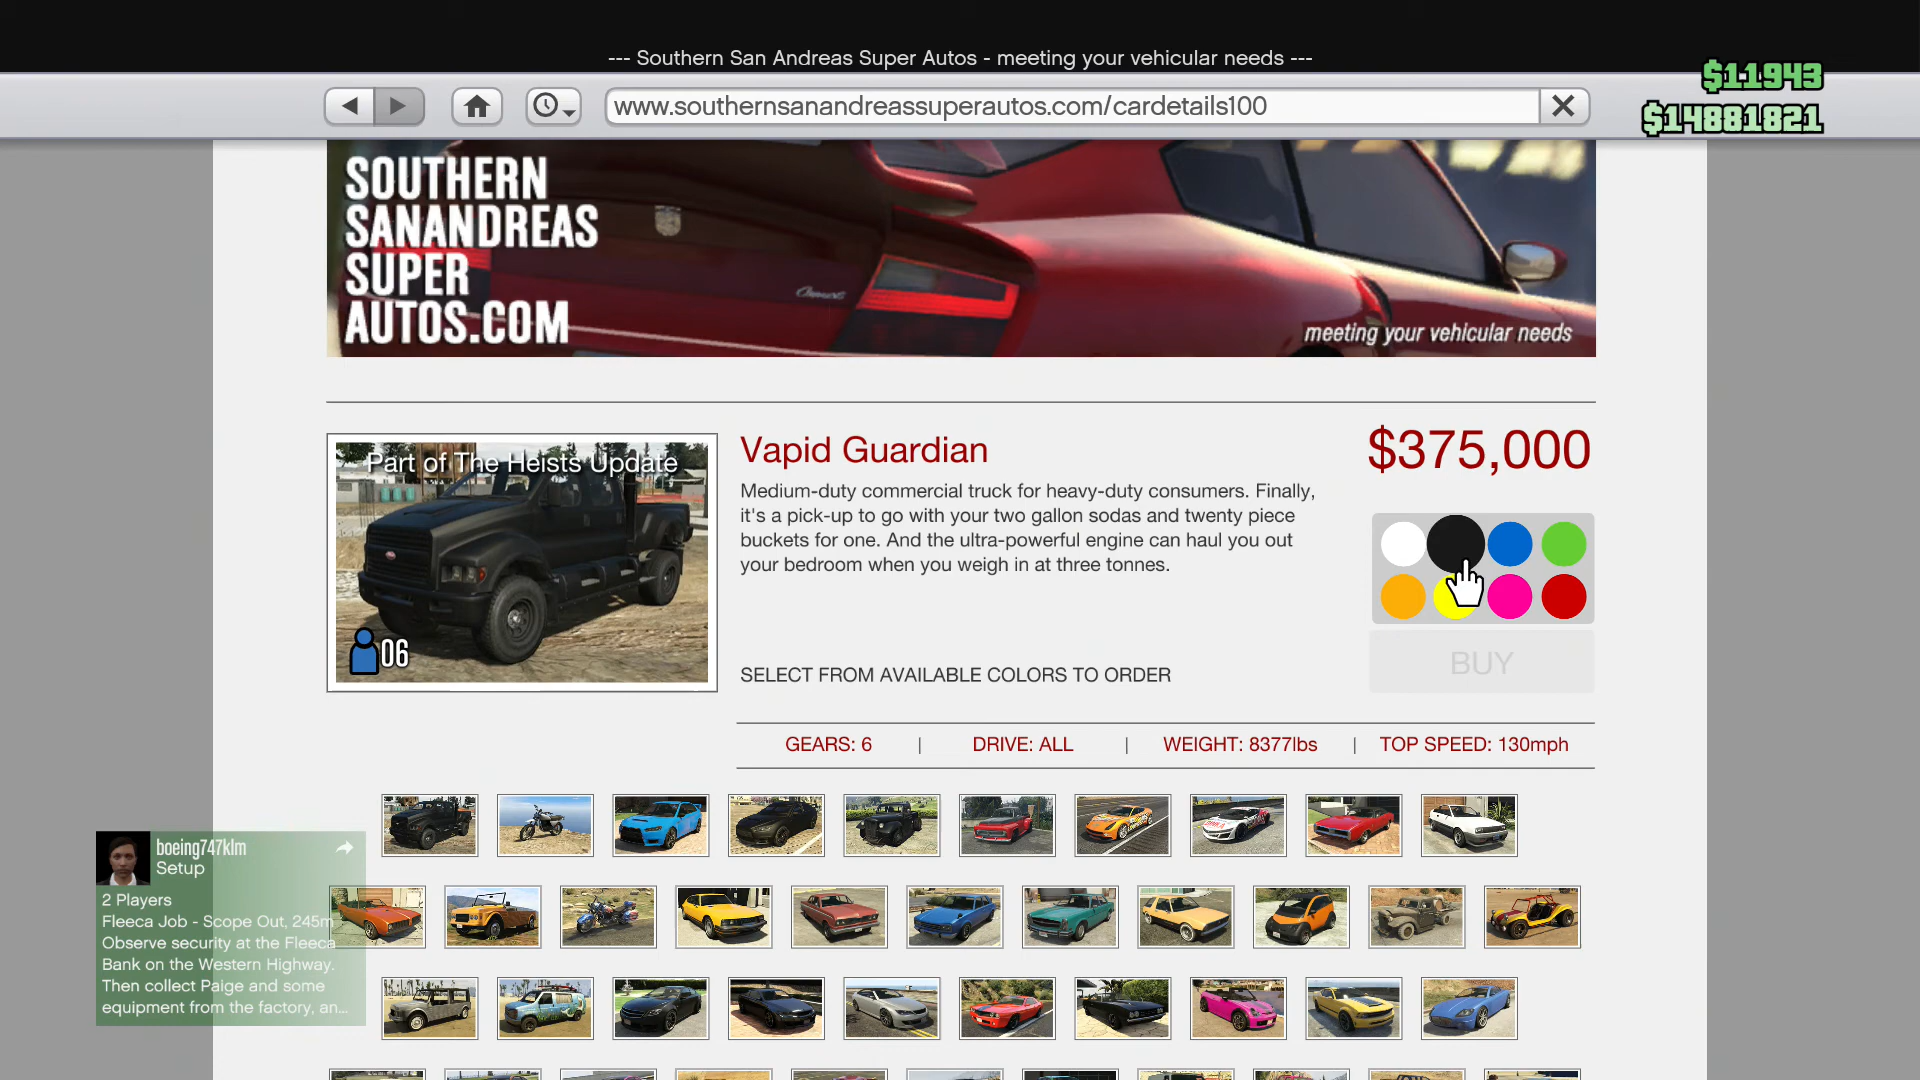 --- Southern San Andreas Super Autos - meeting your vehicular needs ---
$11943
www.southernsanandreassuperautos.com/cardetails100
$14881821
SOUTHERN
SANANDREAS
SUPER
AUTOS.COM
meeting your vehicular needs
Part of The Heists Update
06
Vapid Guardian
$375,000
Medium-duty commercial truck for heavy-duty consumers. Finally,
it's a pick-up to go with your two gallon sodas and twenty piece
buckets for one. And the ultra-powerful engine can haul you out
your bedroom when you weigh in at three tonnes.
SELECT FROM AVAILABLE COLORS TO ORDER
BUY
GEARS: 6 | DRIVE: ALL | WEIGHT: 8377lbs | TOP SPEED: 130mph
boeing747klm
Setup
2 Players
Fleeca Job - Scope Out, 245m
Observe security at the Fleeca
Bank on the Western Highway.
Then collect Paige and some
equipment from the factory, an...